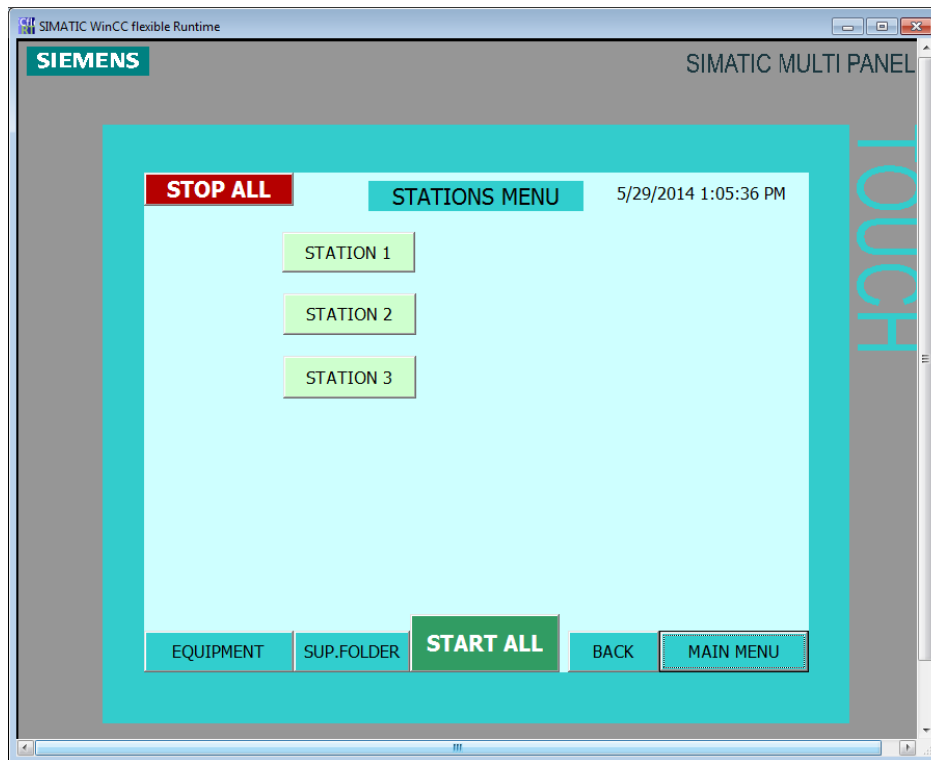 SIMATIC WinCC flexible Runtime
SIEMENS
SIMATIC MULTI PANEL
TOUCH
STOP ALL
STATIONS MENU
5/29/2014 1:05:36 PM
STATION 1
STATION 2
STATION 3
EQUIPMENT
SUP.FOLDER
START ALL
BACK
MAIN MENU